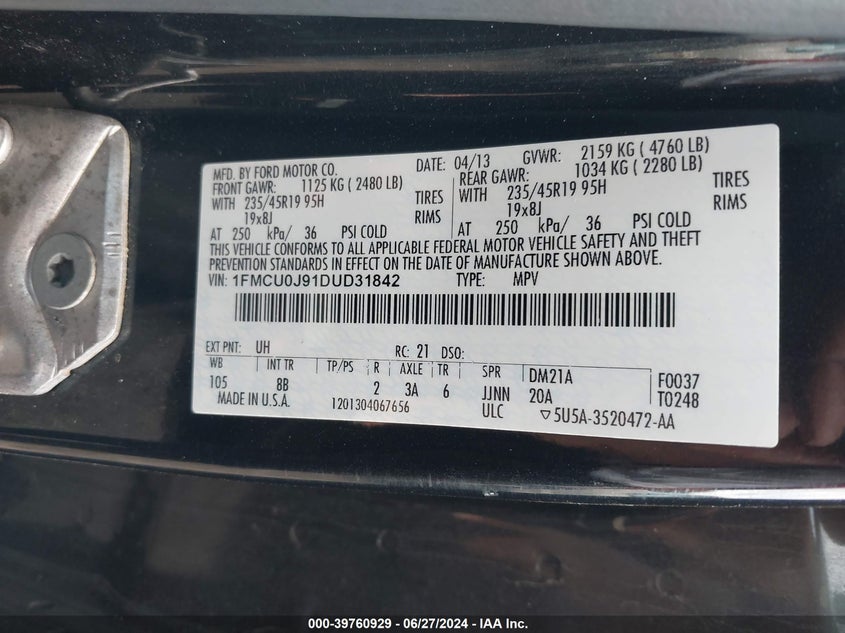 MFD. BY FORD MOTOR CO. DATE: 04/13 GVWR: 2159 KG ( 4760 LB)
FRONT GAWR: 1125 KG ( 2480 LB) REAR GAWR: 1034 KG ( 2280 LB)
WITH 235/45R19 95H TIRES WITH 235/45R19 95H TIRES
19x8J RIMS 19x8J RIMS
AT 250 kPa/ 36 PSI COLD AT 250 kPa/ 36 PSI COLD
THIS VEHICLE CONFORMS TO ALL APPLICABLE FEDERAL MOTOR VEHICLE SAFETY AND THEFT
PREVENTION STANDARDS IN EFFECT ON THE DATE OF MANUFACTURE SHOWN ABOVE.
VIN: 1FMCU0J91DUD31842 TYPE: MPV
EXT PNT: UH RC: 21 DSO:
WB INT TR TP/PS R AXLE TR SPR DM21A F0037
105 8B 2 3A 6 JJNN 20A T0248
MADE IN U.S.A. 1201304067656 ULC ▽5U5A-3520472-AA
000-39760929 - 06/27/2024 - IAA Inc.